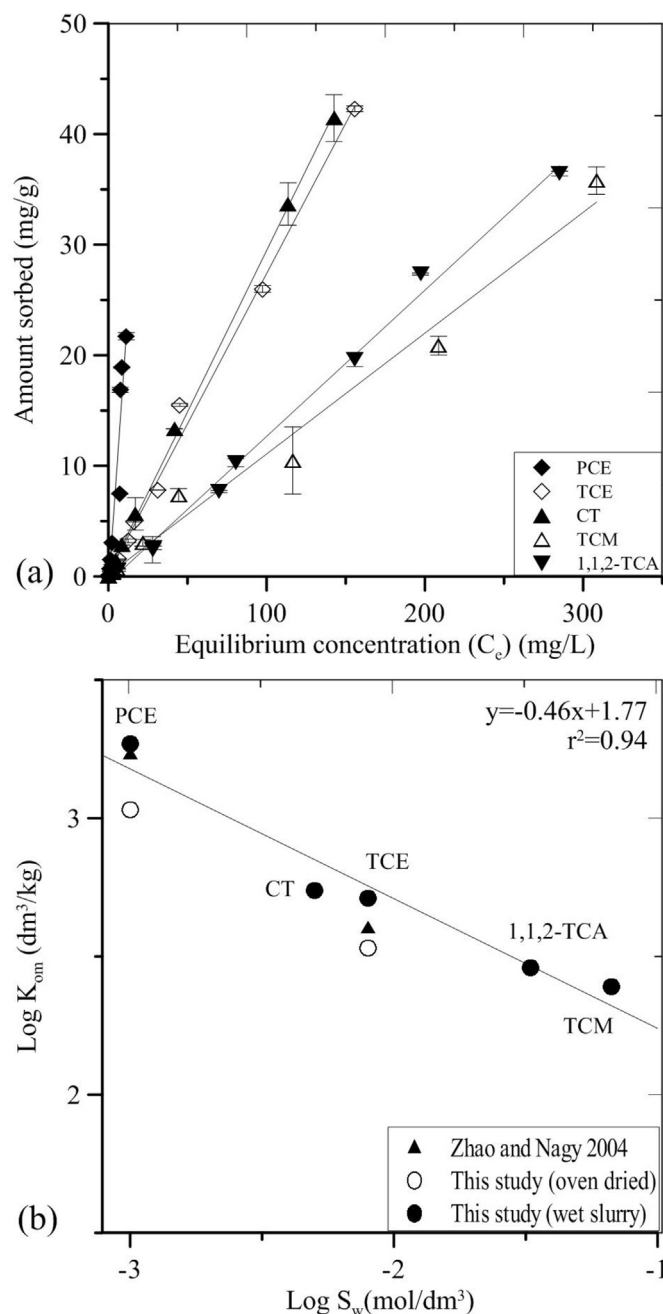 50
40
30
20
10
0
Amount sorbed (mg/g)
PCE
TCE
CT
TCM
1,1,2-TCA
(a)
0
100
200
300
Equilibrium concentration (Cₑ) (mg/L)
y=-0.46x+1.77
r²=0.94
PCE
TCE
CT
1,1,2-TCA
TCM
3
2
Log Kom (dm³/kg)
Zhao and Nagy 2004
This study (oven dried)
This study (wet slurry)
(b)
-3
-2
-1
Log Sw(mol/dm³)